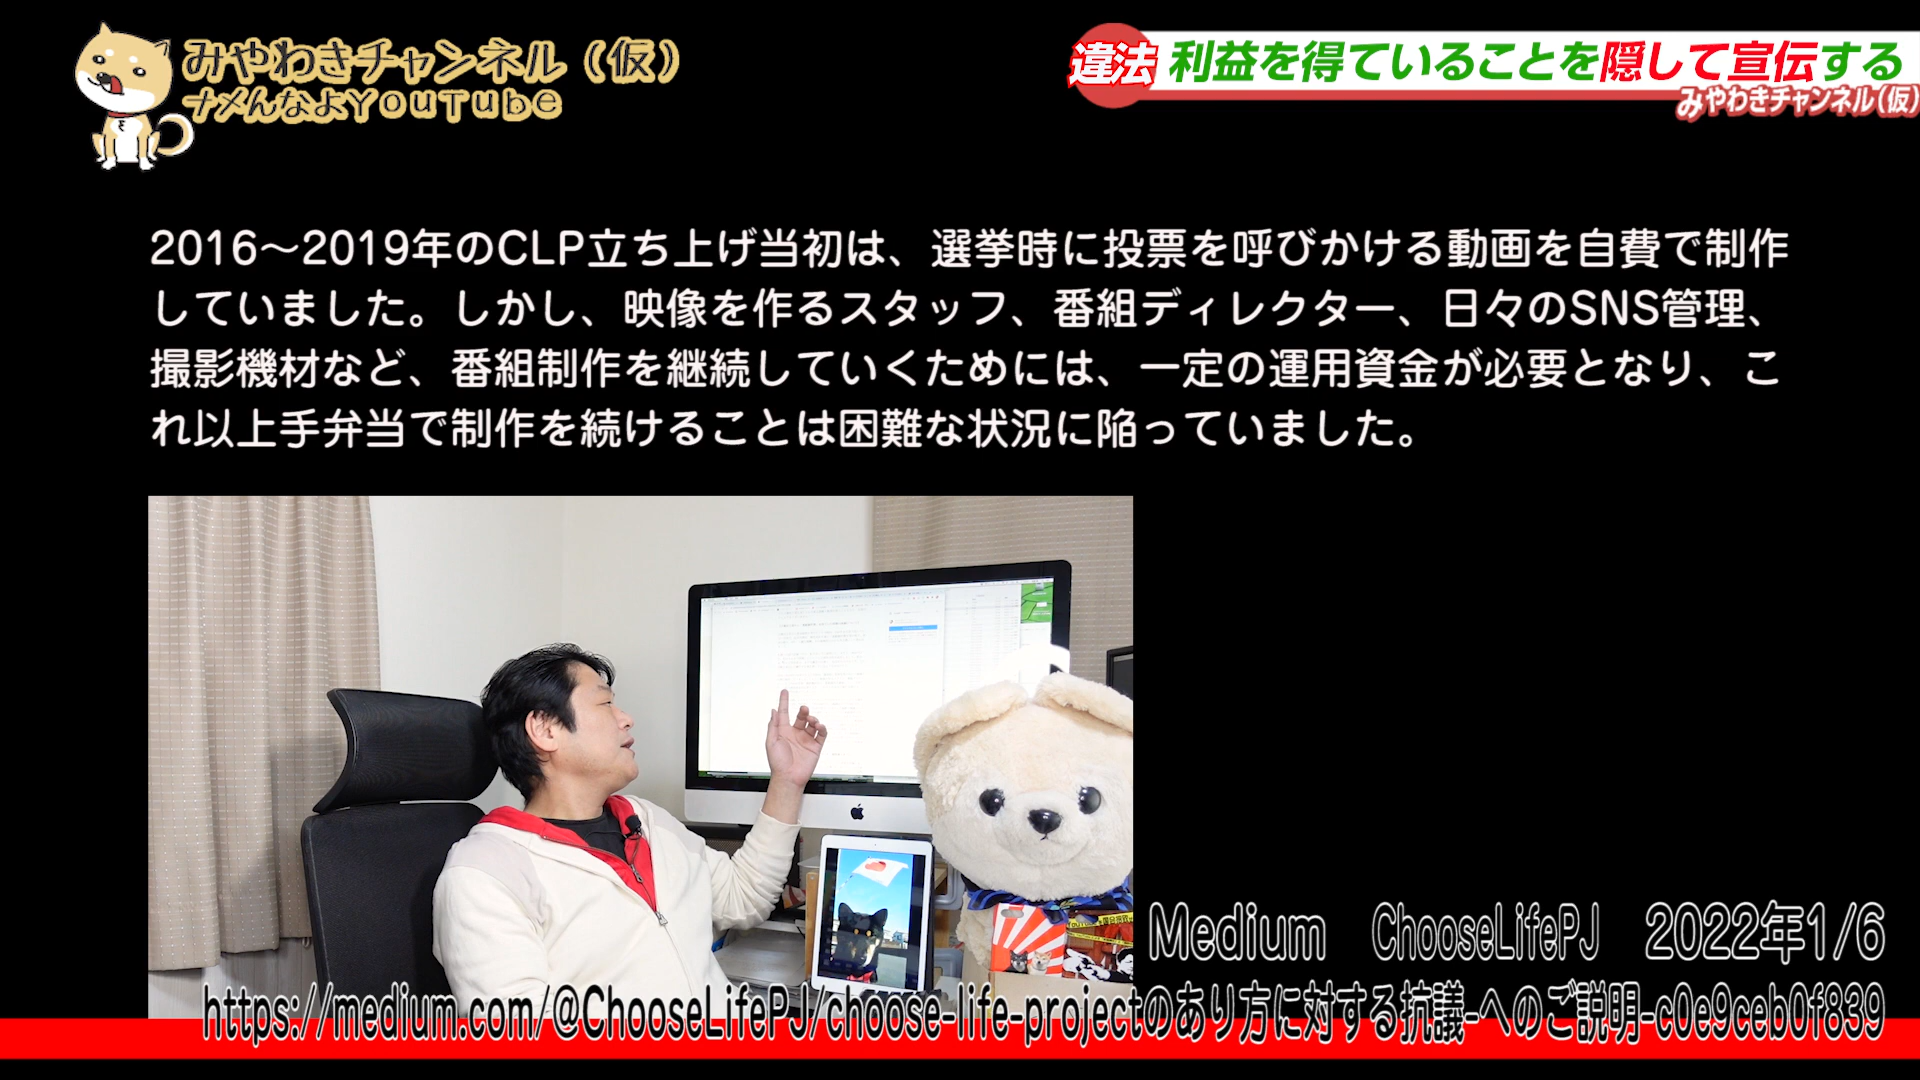 みやわきチャンネル（仮）
ナメんなよYouTube
違法 利益を得ていることを隠して宣伝する
みやわきチャンネル(仮)
2016〜2019年のCLP立ち上げ当初は、選挙時に投票を呼びかける動画を自費で制作
していました。しかし、映像を作るスタッフ、番組ディレクター、日々のSNS管理、
撮影機材など、番組制作を継続していくためには、一定の運用資金が必要となり、こ
れ以上手弁当で制作を続けることは困難な状況に陥っていました。
Medium ChooseLifePJ 2022年1/6
https://medium.com/@ChooseLifePJ/choose-life-projectのあり方に対する抗議-へのご説明-c0e9ceb0f839